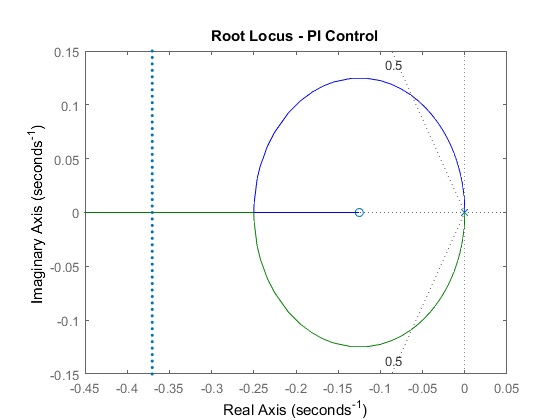 Root Locus - PI Control
0.15
0.5
0.1
0.05
0
-0.05
-0.1
0.5
-0.15
-0.45 -0.4 -0.35 -0.3 -0.25 -0.2 -0.15 -0.1 -0.05 0 0.05
Real Axis (seconds⁻¹)
Imaginary Axis (seconds⁻¹)